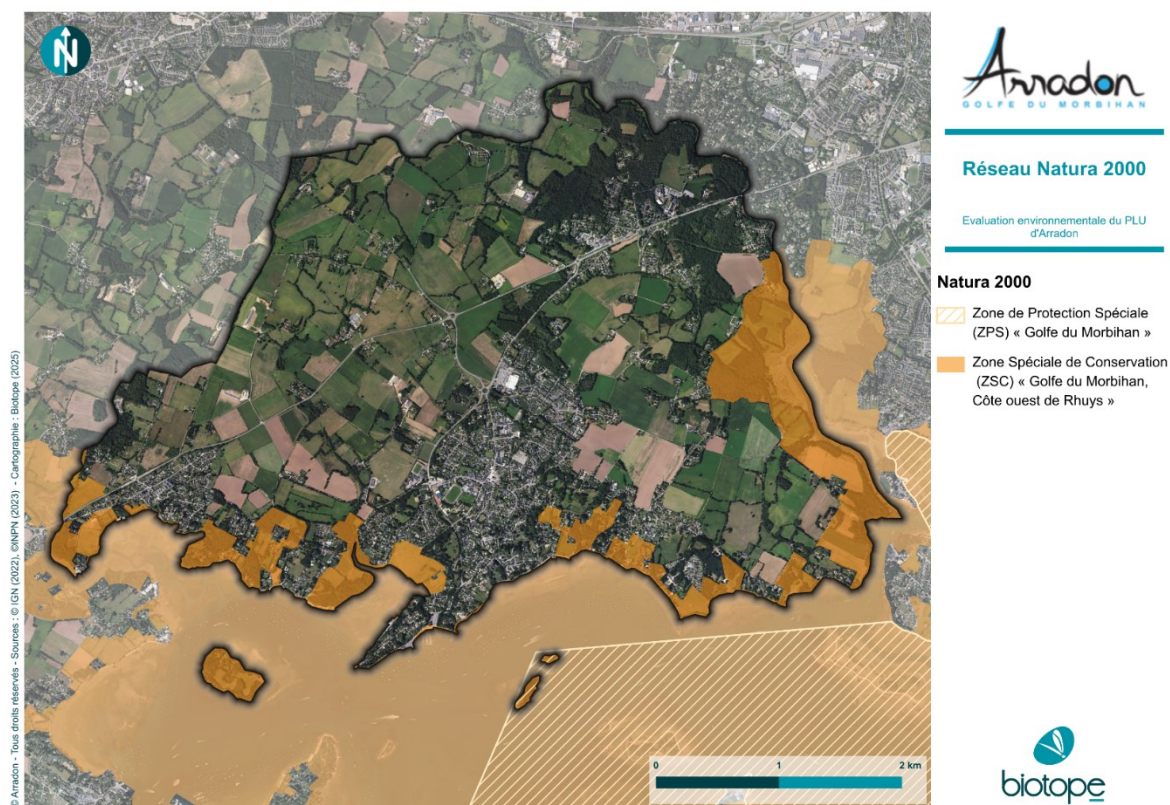 N
Arradon
GOLFE DU MORBIHAN
Réseau Natura 2000
Evaluation environnementale du PLU
d'Arradon
Natura 2000
Zone de Protection Spéciale
(ZPS) « Golfe du Morbihan »
Zone Spéciale de Conservation
(ZSC) « Golfe du Morbihan,
Côte ouest de Rhuys »
© Arradon - Tous droits réservés - Sources : © IGN (2022), ©INPN (2023) - Cartographie : Biotope (2025)
0 1 2 km
biotope